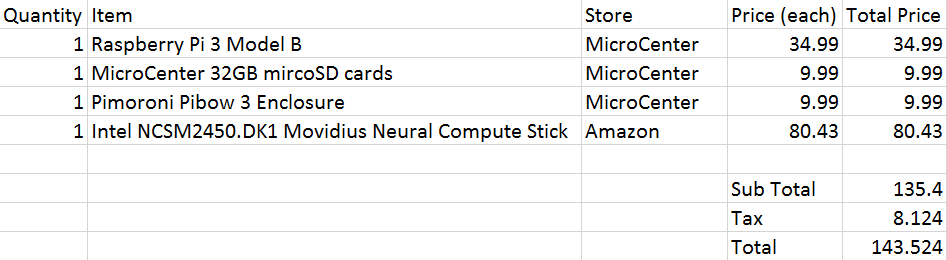 Quantity Item Store Price (each) Total Price
1 Raspberry Pi 3 Model B MicroCenter 34.99 34.99
1 MicroCenter 32GB mircoSD cards MicroCenter 9.99 9.99
1 Pimoroni Pibow 3 Enclosure MicroCenter 9.99 9.99
1 Intel NCSM2450.DK1 Movidius Neural Compute Stick Amazon 80.43 80.43
Sub Total 135.4
Tax 8.124
Total 143.524